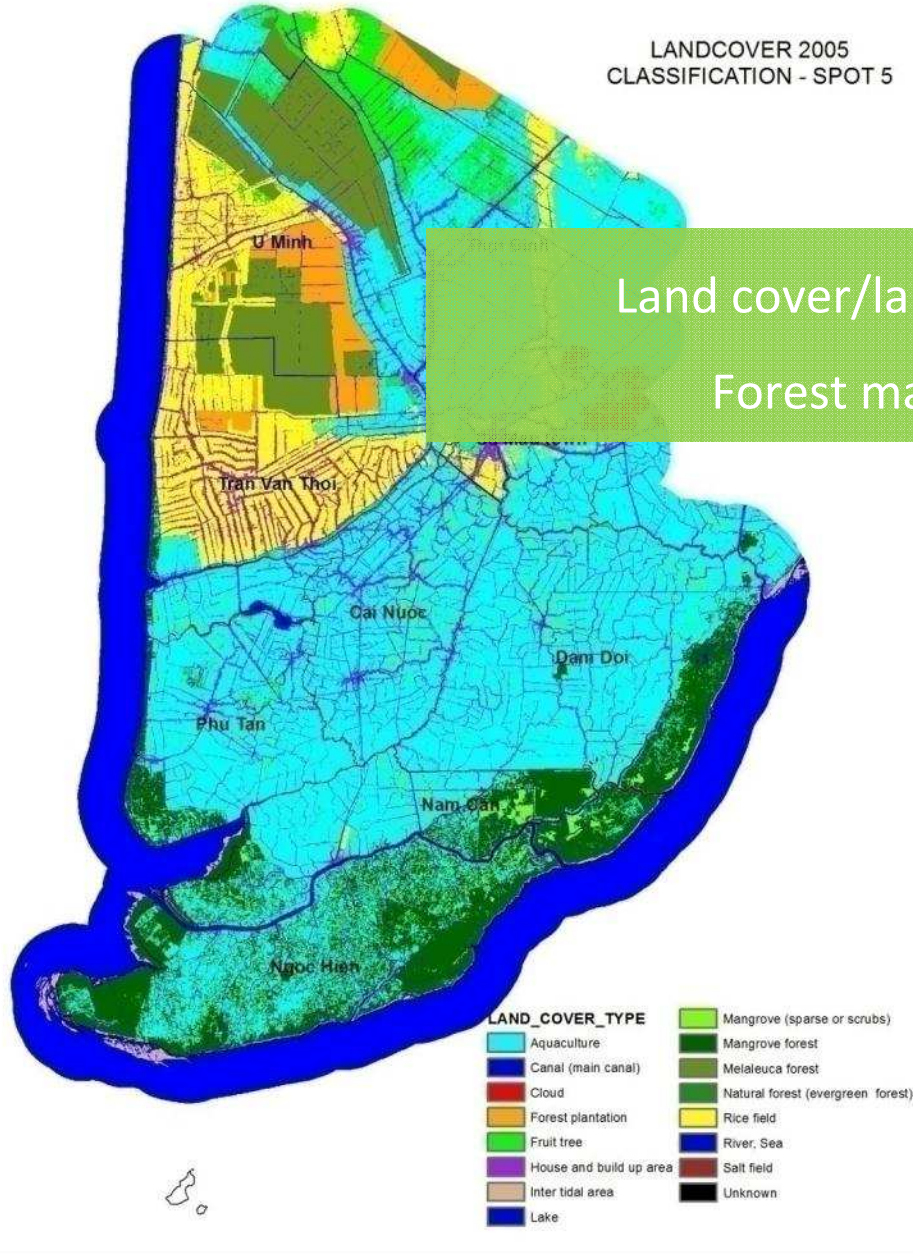 LANDCOVER 2005
CLASSIFICATION - SPOT 5
U Minh
Thoi Binh
Land cover/la
Forest ma
Tran Van Thoi
Cai Nuoc
Dam Doi
Phu Tan
Nam Can
Ngoc Hien
LAND_COVER_TYPE
Aquaculture
Canal (main canal)
Cloud
Forest plantation
Fruit tree
House and build up area
Inter tidal area
Lake
Mangrove (sparse or scrubs)
Mangrove forest
Melaleuca forest
Natural forest (evergreen forest)
Rice field
River, Sea
Salt field
Unknown